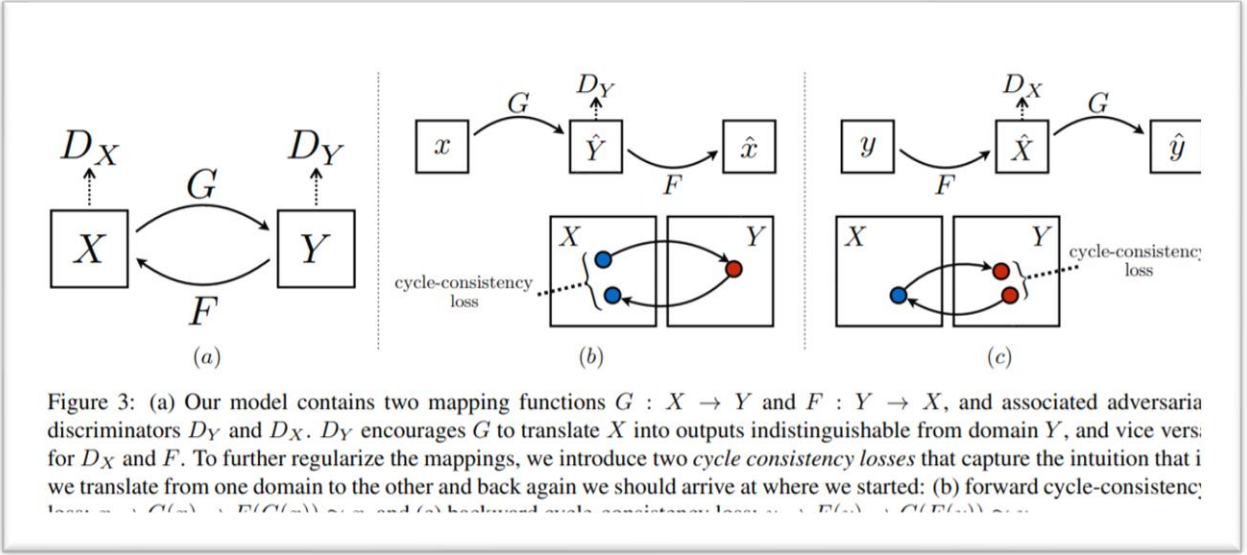 D_X
D_Y
G
X
Y
F
(a)
D_Y
G
x
Ŷ
x̂
F
X
Y
cycle-consistency
loss
(b)
D_X
G
y
X̂
ŷ
F
X
Y
cycle-consistenc
loss
(c)
Figure 3: (a) Our model contains two mapping functions G : X → Y and F : Y → X, and associated adversaria
discriminators D_Y and D_X. D_Y encourages G to translate X into outputs indistinguishable from domain Y, and vice vers
for D_X and F. To further regularize the mappings, we introduce two cycle consistency losses that capture the intuition that i
we translate from one domain to the other and back again we should arrive at where we started: (b) forward cycle-consistency